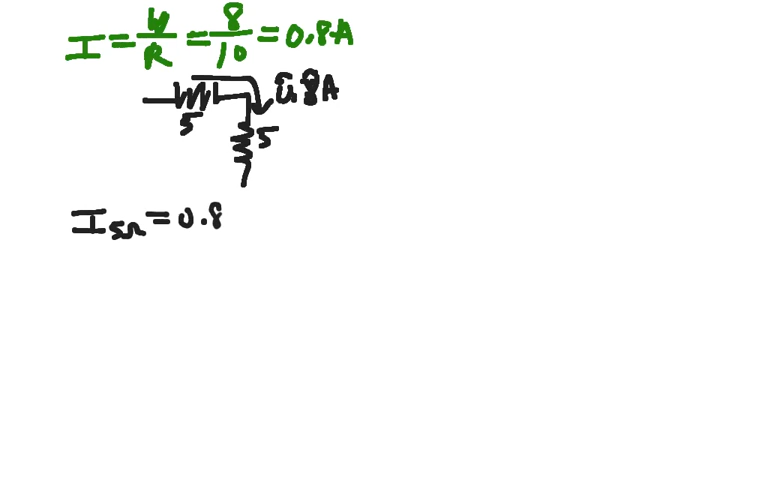 I = V/R = 8/10 = 0.8A
0.8A
5
5
I5Ω = 0.8